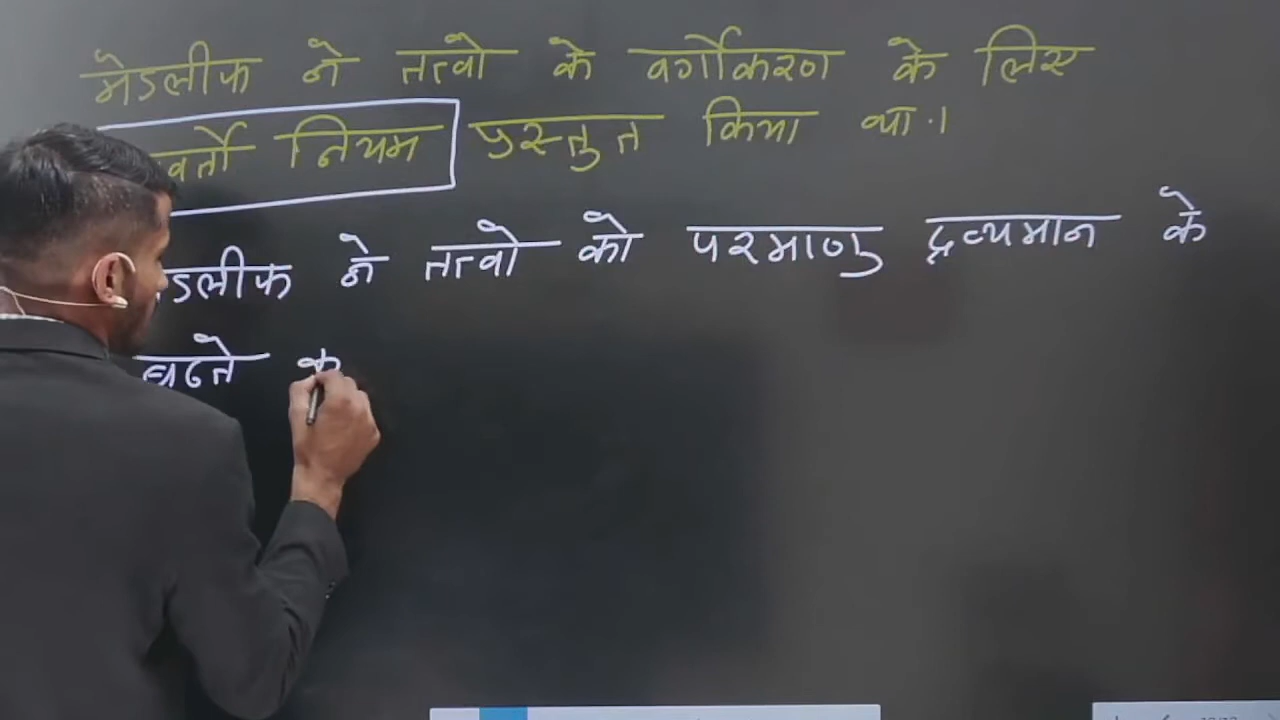 मेडलीफ ने तत्वो के वर्गीकरण के लिए
वर्ती नियम प्रस्तुत किया था।
डलीफ ने तत्वो को परमाणु द्रव्यमान के
बढते